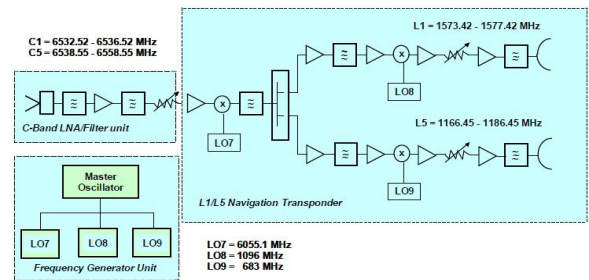 C1 = 6532.52 - 6536.52 MHz
C5 = 6538.55 - 6558.55 MHz
L1 = 1573.42 - 1577.42 MHz
x
LO8
C-Band LNA/Filter unit
x
LO7
L5 = 1166.45 - 1186.45 MHz
x
LO9
L1/L5 Navigation Transponder
Master
Oscillator
LO7
LO8
LO9
Frequency Generator Unit
LO7 = 6055.1 MHz
LO8 = 1096 MHz
LO9 = 683 MHz